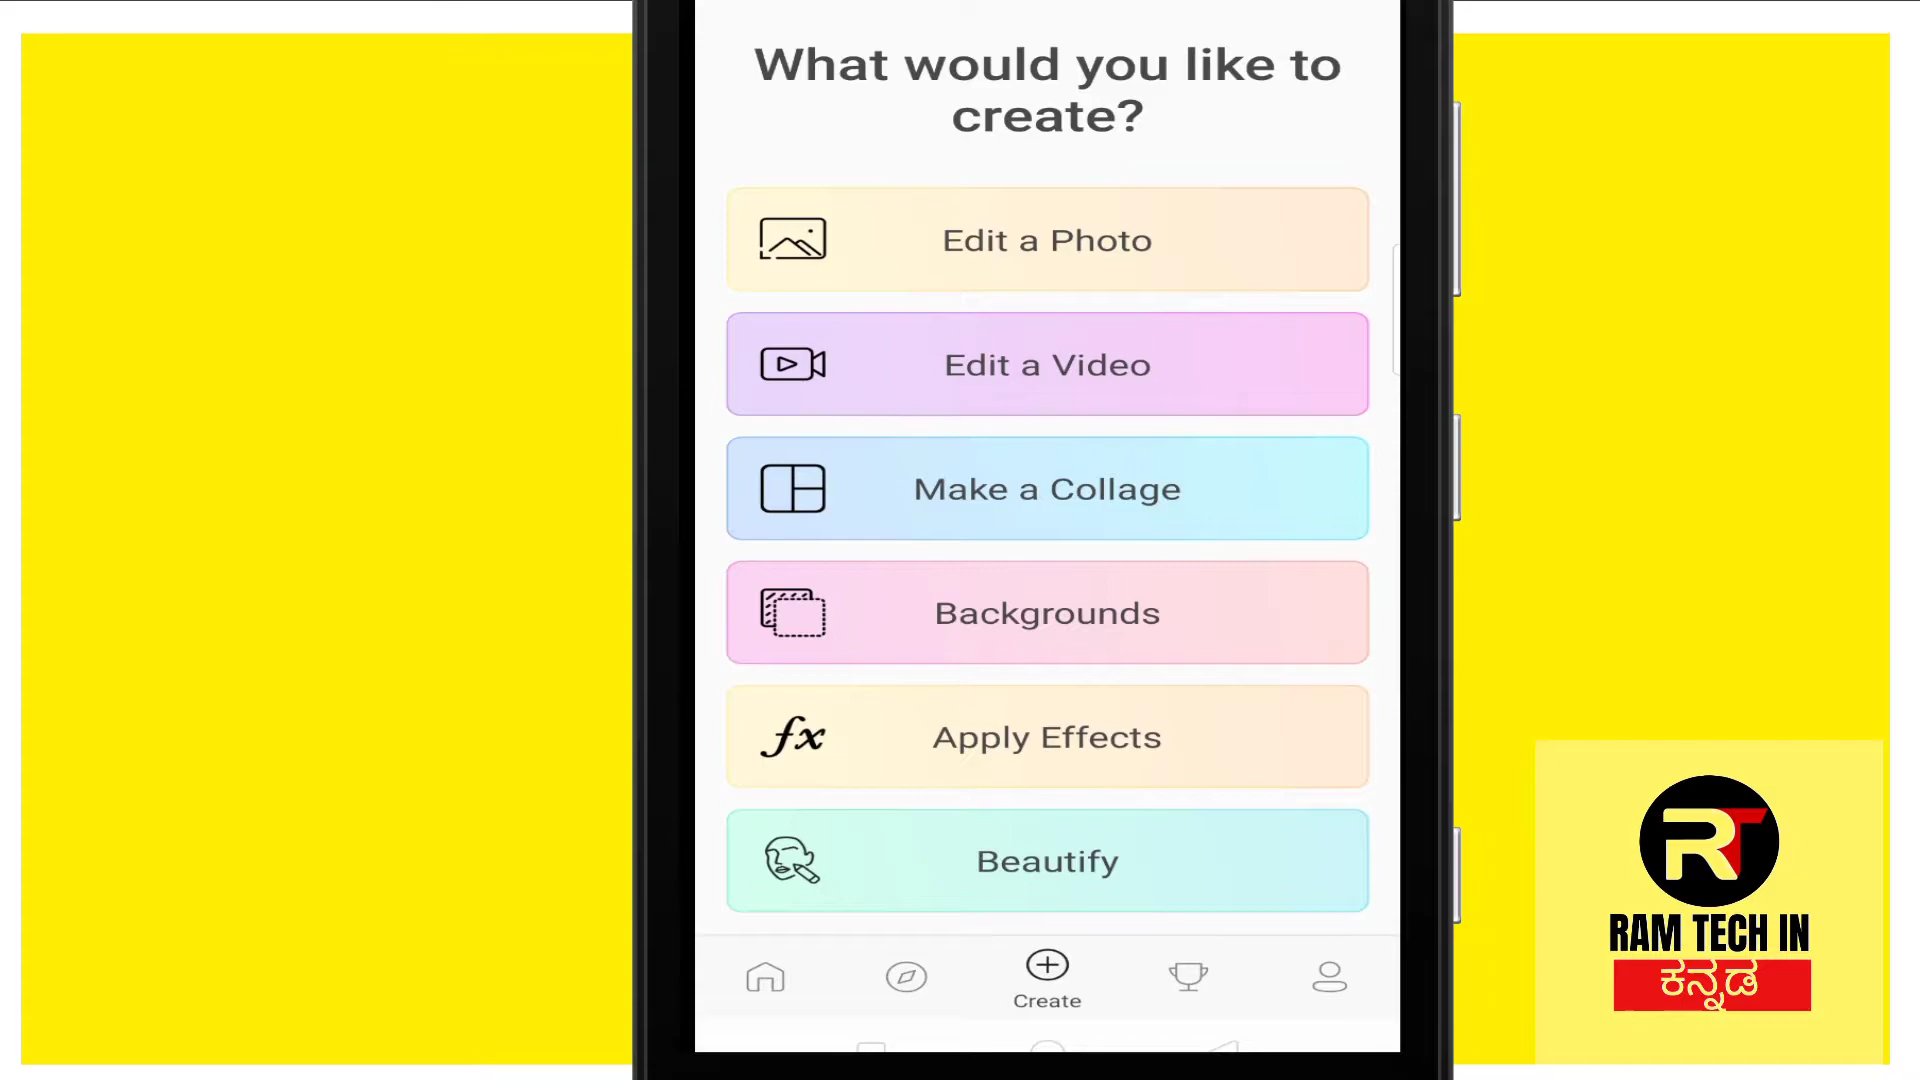 What would you like to
create?
Edit a Photo
Edit a Video
Make a Collage
Backgrounds
fx
Apply Effects
Beautify
Create
RT
RAM TECH IN
ಕನ್ನಡ